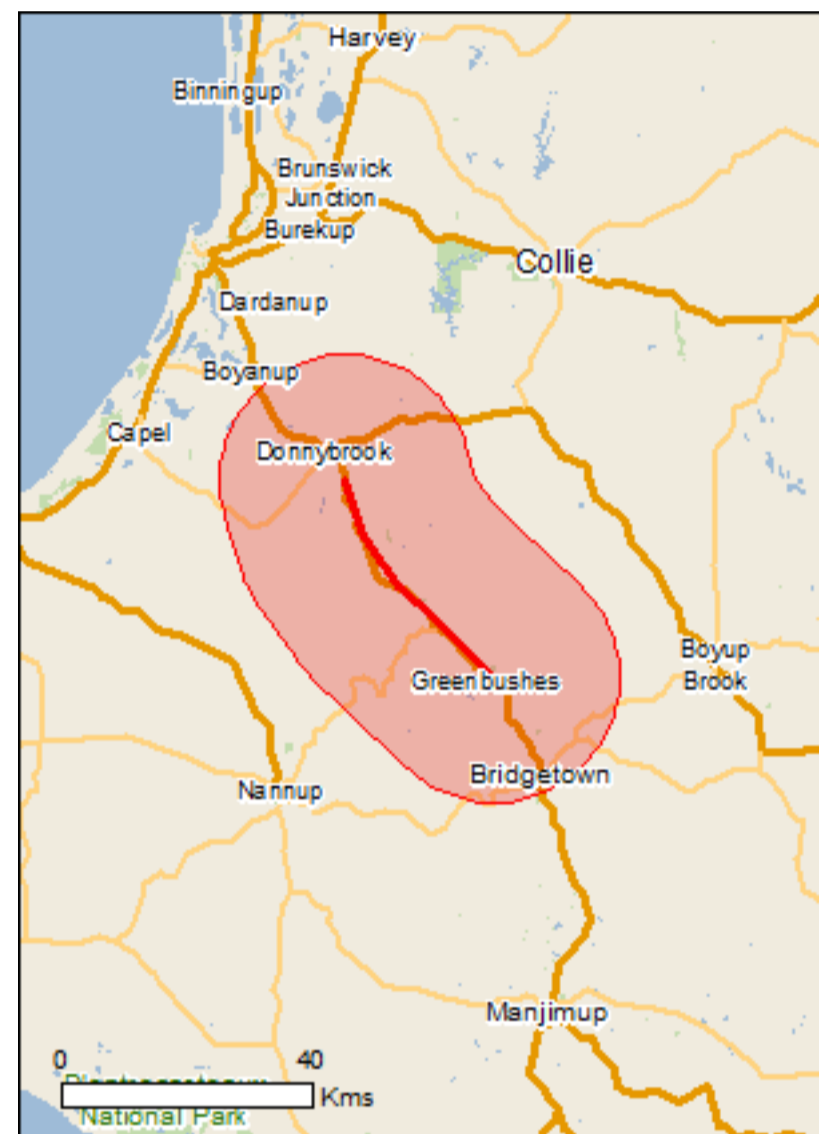 Harvey
Binningup
Brunswick
Junction
Burekup
Collie
Dardanup
Boyanup
Capel
Donnybrook
Boyup
Brook
Greenbushes
Bridgetown
Nannup
Manjimup
0 40
Kms
National Park